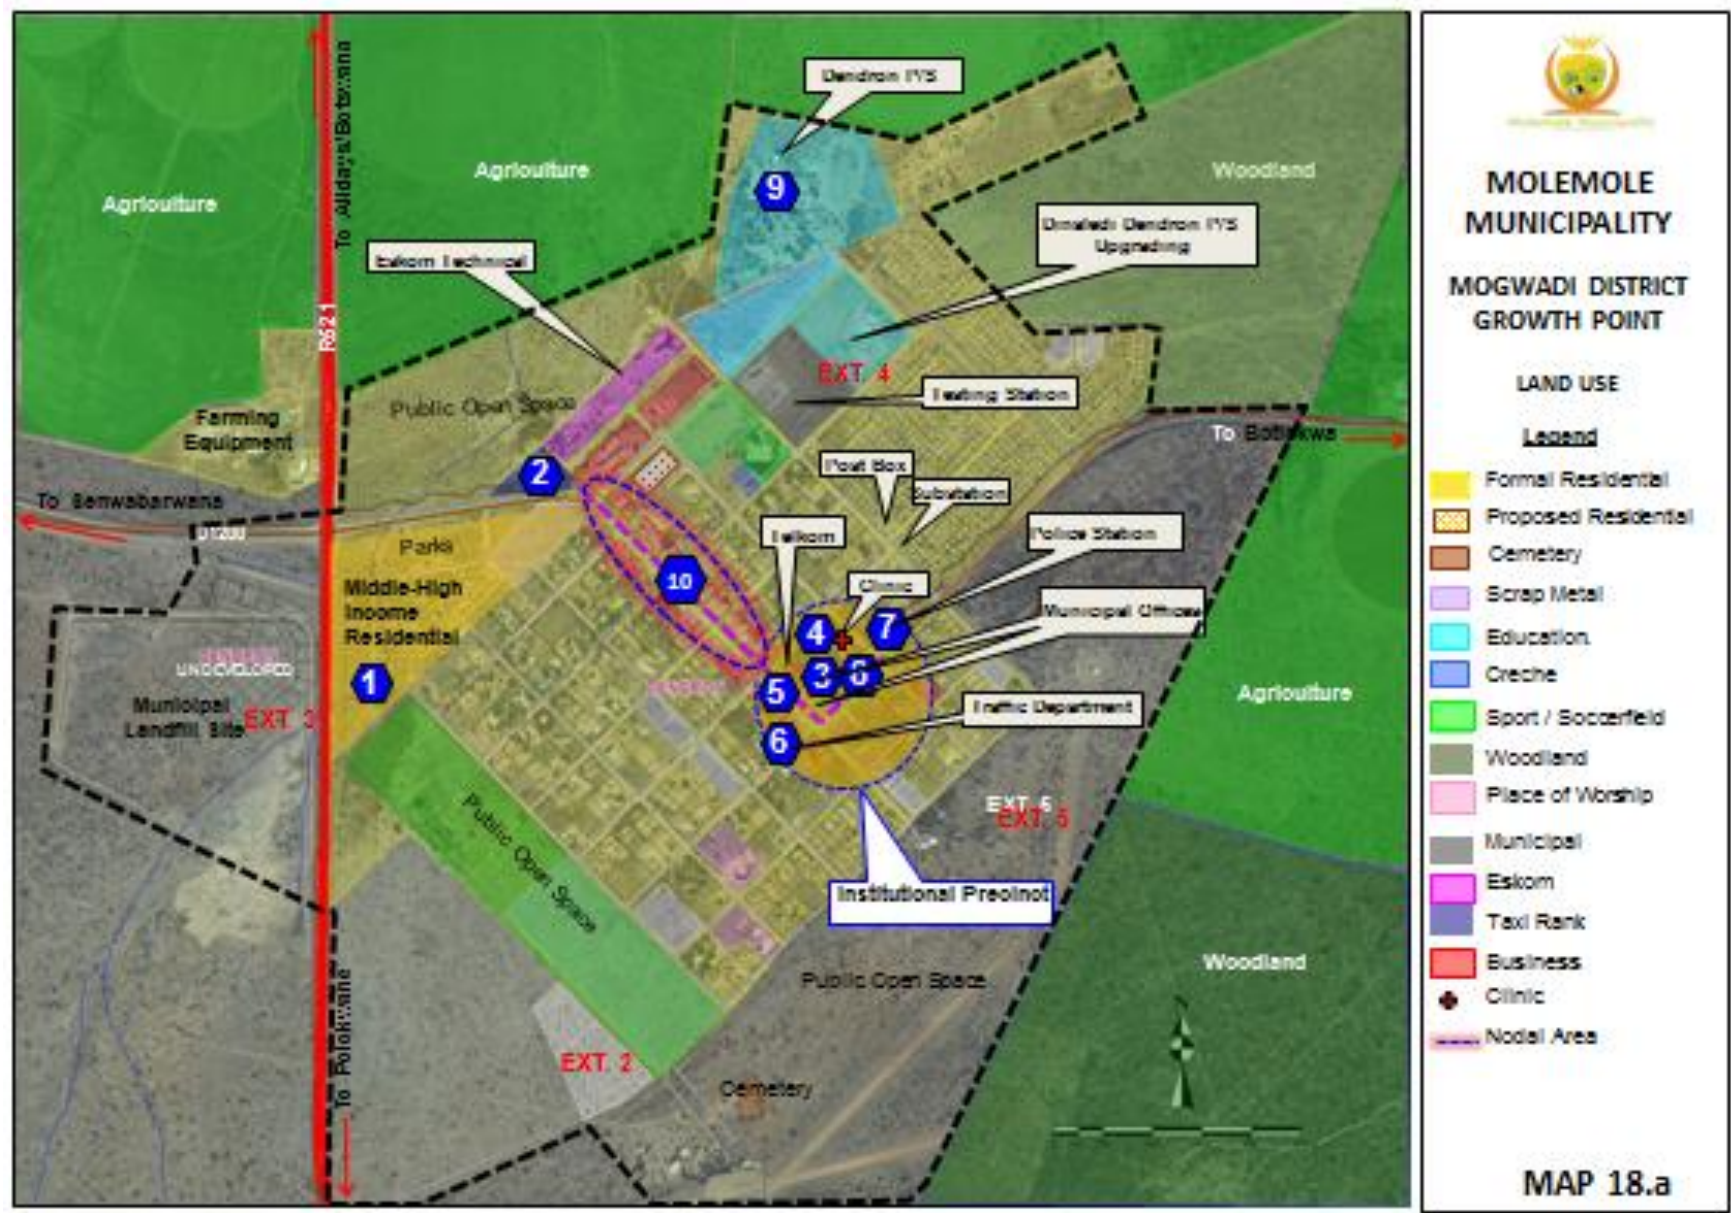 Dendron P/S
Agriculture
Woodland
Agriculture
9
To Alldays/Botswana
Dinaledi Dendron P/S
Upgrading
Eskom Technical
R521
EXT. 4
Testing Station
Public Open Space
Farming
Equipment
To Botlokwa
2
Post Box
Substation
To Senwabarwana
D1200
Telkom
Police Station
Parks
10
Clinic
Middle-High
Income
Residential
Municipal Offices
4
7
UNDEVELOPED
1
3
8
5
Agriculture
Municipal
Landfill Site
EXT. 3
Traffic Department
6
Public Open Space
EXT. 5
Institutional Precinct
Woodland
Public Open Space
To Polokwane
EXT. 2
Cemetery
MOLEMOLE
MUNICIPALITY
MOGWADI DISTRICT
GROWTH POINT
LAND USE
Legend
Formal Residential
Proposed Residential
Cemetery
Scrap Metal
Education
Creche
Sport / Soccerfield
Woodland
Place of Worship
Municipal
Eskom
Taxi Rank
Business
Clinic
Nodal Area
MAP 18.a